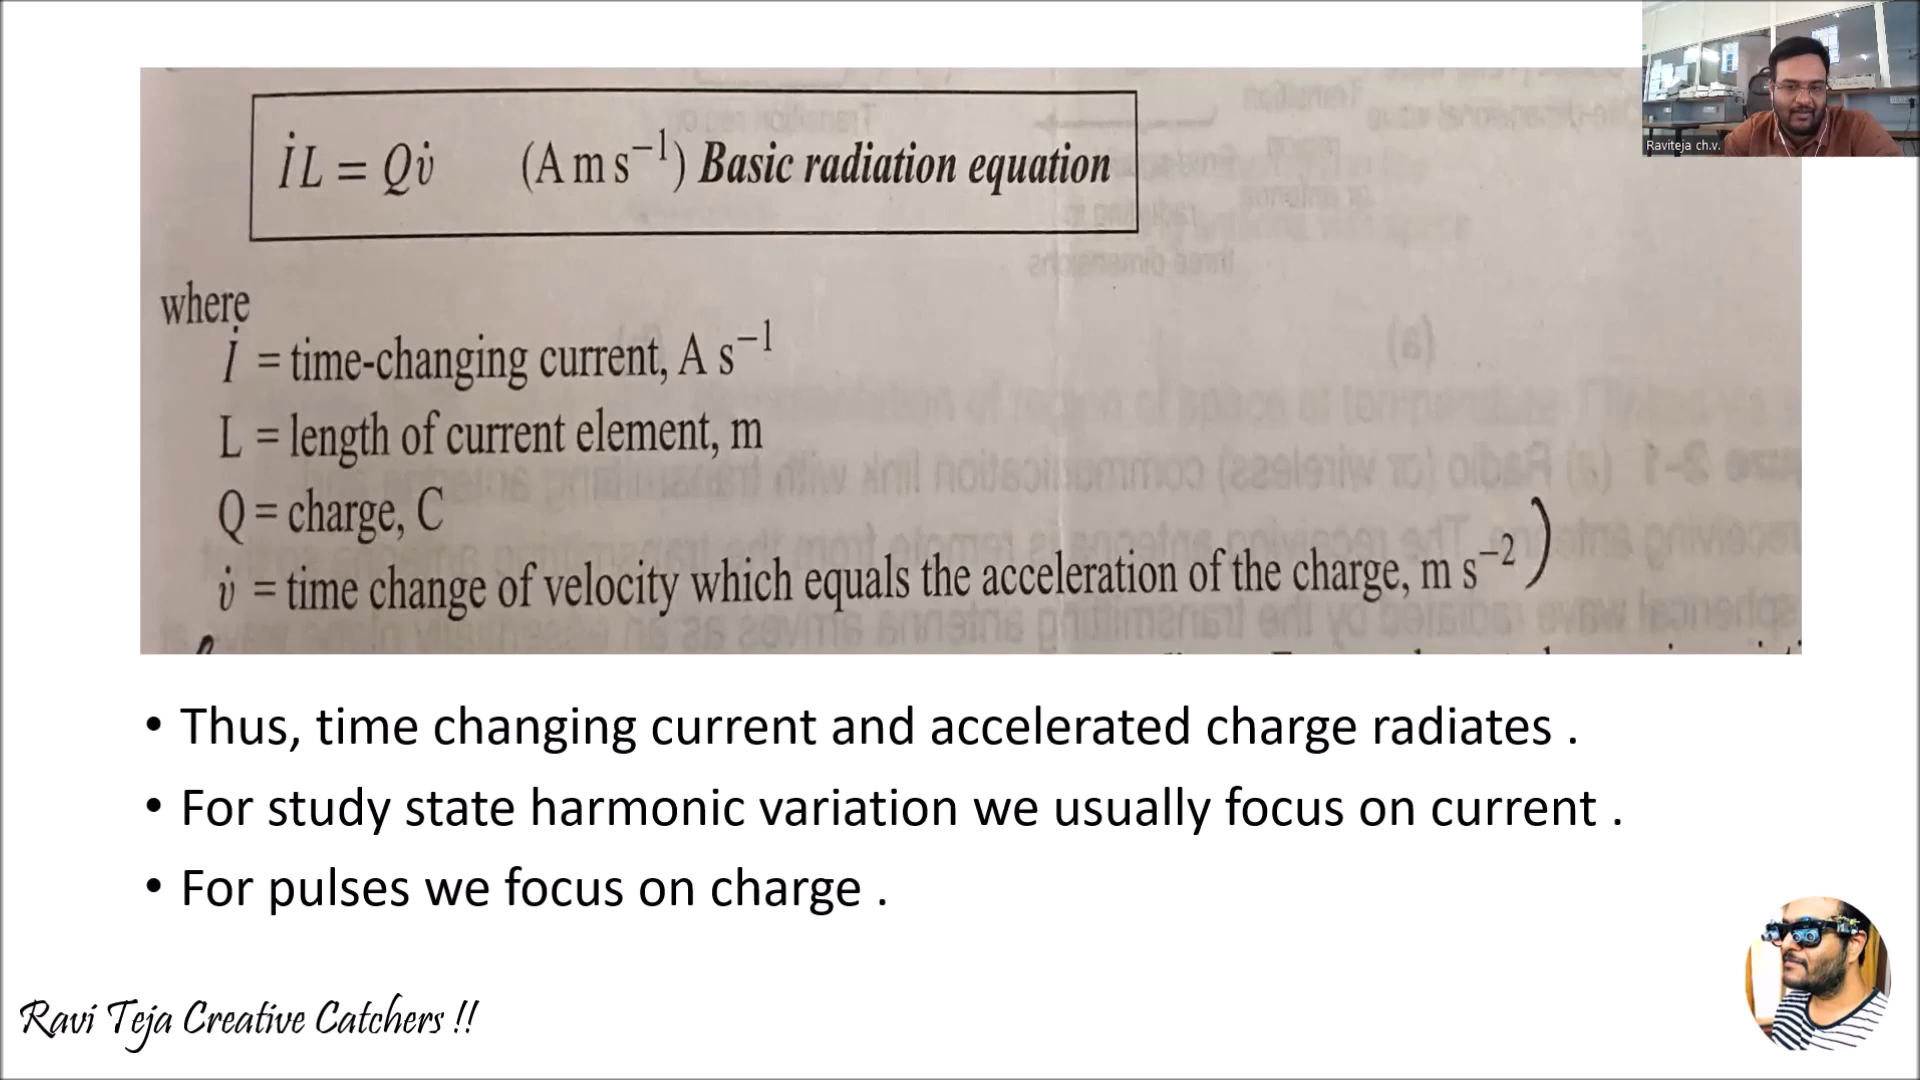 İL = Qv̇ (A m s⁻¹) Basic radiation equation
where
İ = time-changing current, A s⁻¹
L = length of current element, m
Q = charge, C
v̇ = time change of velocity which equals the acceleration of the charge, m s⁻²)
Raviteja ch.v.
• Thus, time changing current and accelerated charge radiates .
• For study state harmonic variation we usually focus on current .
• For pulses we focus on charge .
Ravi Teja Creative Catchers !!